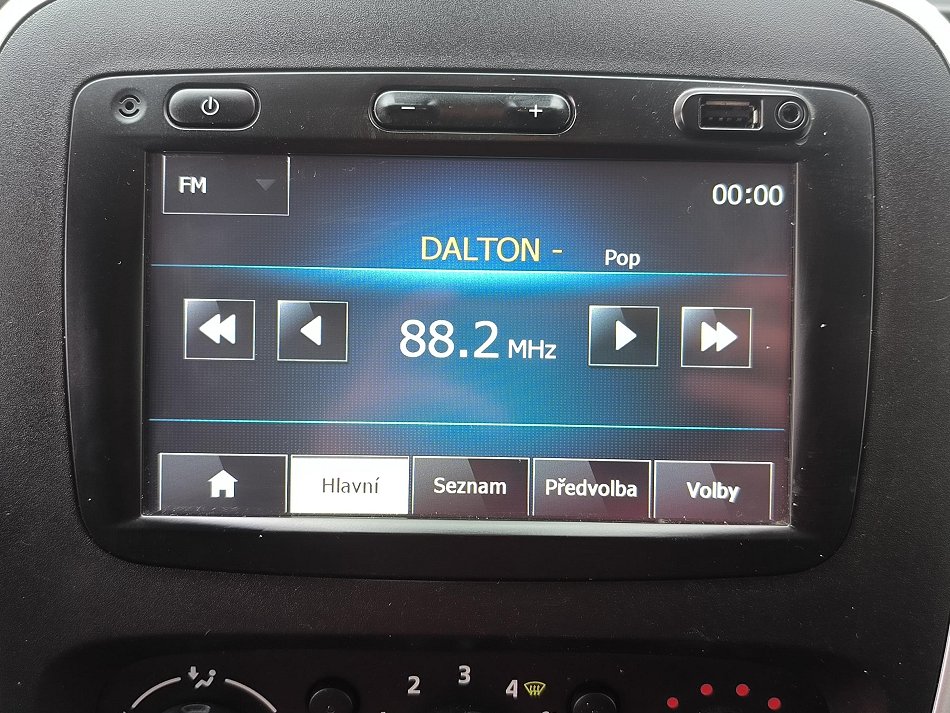 − +
FM
00:00
DALTON - Pop
88.2 MHz
Hlavní Seznam Předvolba Volby
2 3 4